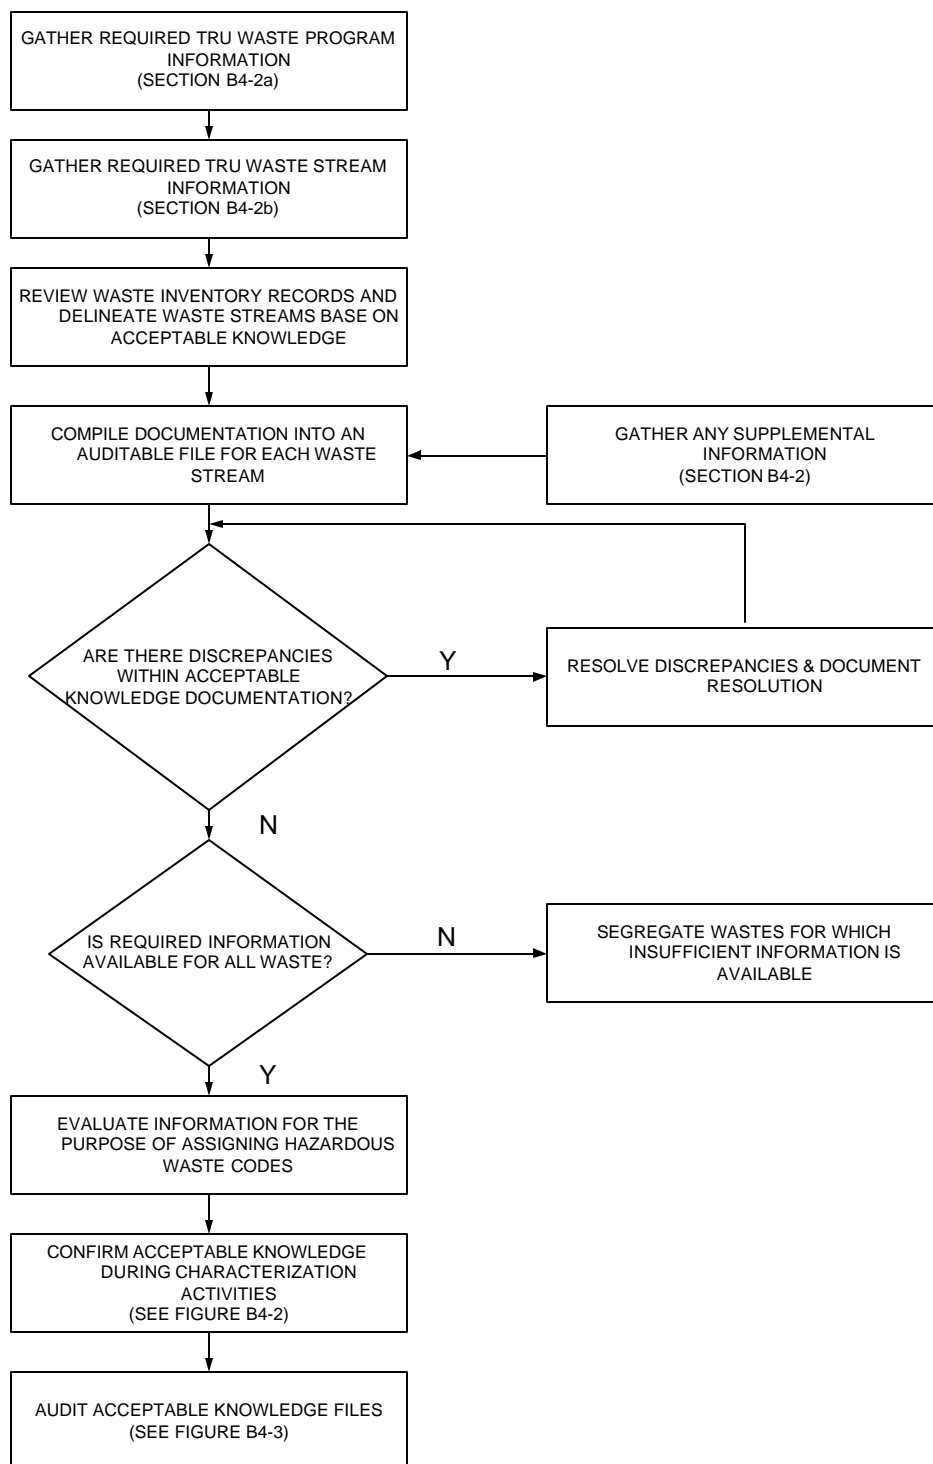 GATHER REQUIRED TRU WASTE PROGRAM
INFORMATION
(SECTION B4-2a)
GATHER REQUIRED TRU WASTE STREAM
INFORMATION
(SECTION B4-2b)
REVIEW WASTE INVENTORY RECORDS AND
DELINEATE WASTE STREAMS BASE ON
ACCEPTABLE KNOWLEDGE
COMPILE DOCUMENTATION INTO AN
AUDITABLE FILE FOR EACH WASTE
STREAM
GATHER ANY SUPPLEMENTAL
INFORMATION
(SECTION B4-2)
ARE THERE DISCREPANCIES
WITHIN ACCEPTABLE
KNOWLEDGE DOCUMENTATION?
Y
RESOLVE DISCREPANCIES & DOCUMENT
RESOLUTION
N
IS REQUIRED INFORMATION
AVAILABLE FOR ALL WASTE?
N
SEGREGATE WASTES FOR WHICH
INSUFFICIENT INFORMATION IS
AVAILABLE
Y
EVALUATE INFORMATION FOR THE
PURPOSE OF ASSIGNING HAZARDOUS
WASTE CODES
CONFIRM ACCEPTABLE KNOWLEDGE
DURING CHARACTERIZATION
ACTIVITIES
(SEE FIGURE B4-2)
AUDIT ACCEPTABLE KNOWLEDGE FILES
(SEE FIGURE B4-3)